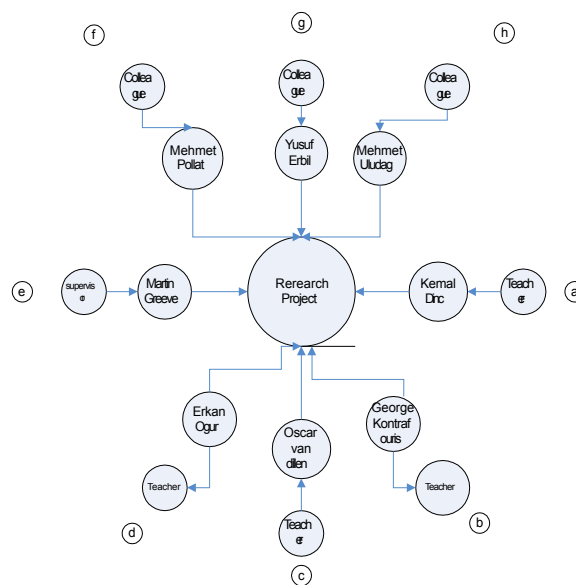 g
f
h
Collea
gue
Collea
gue
Collea
gue
Mehmet
Pollat
Yusuf
Erbil
Mehmet
Uludag
e
supervis
or
Martin
Greeve
Rerearch
Project
Kemal
Dinc
Teach
er
a
Erkan
Ogur
Oscar
van
dillen
George
Kontraf
ouris
Teacher
Teacher
d
Teach
er
b
c